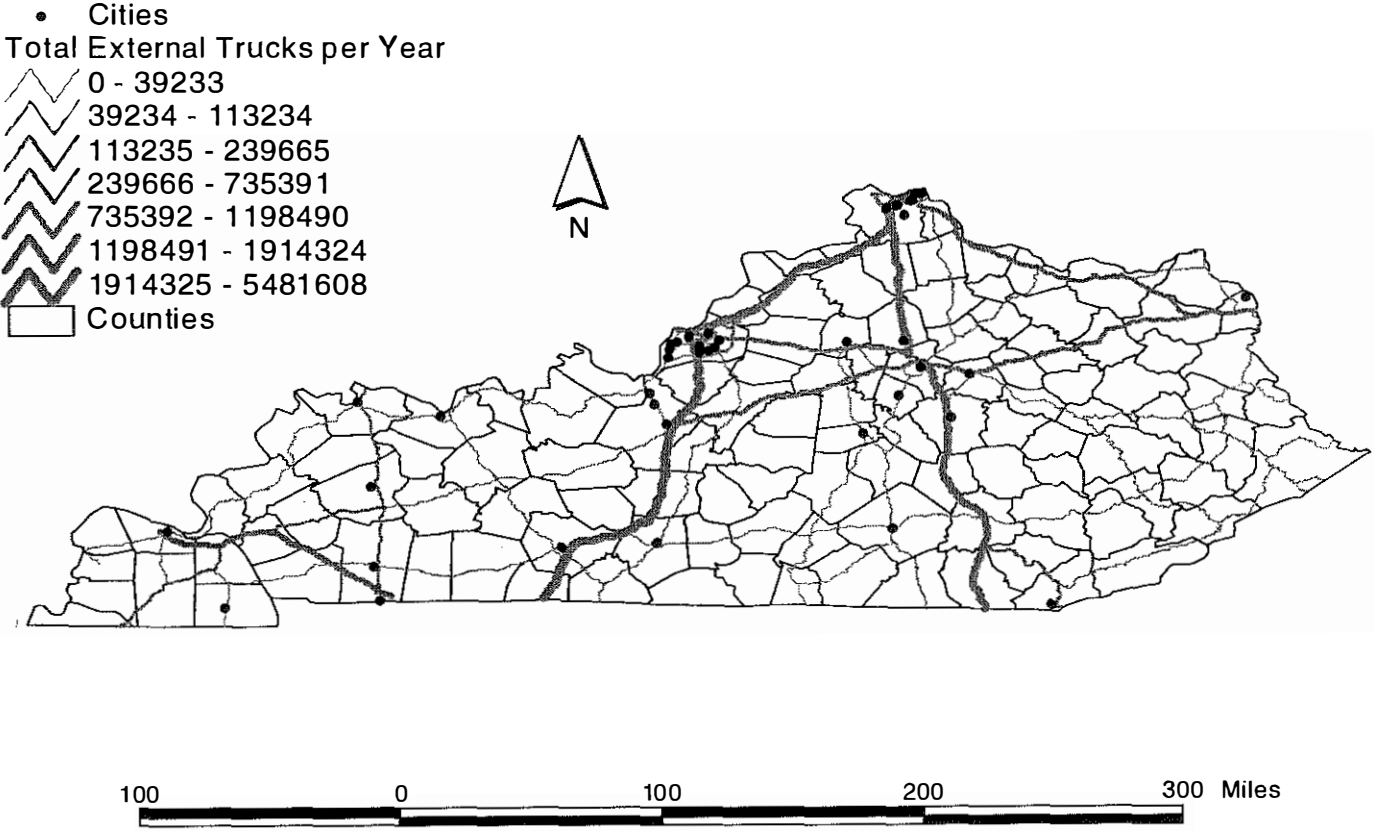 Cities
Total External Trucks per Year
0 - 39233
39234 - 113234
113235 - 239665
239666 - 735391
735392 - 1198490
1198491 - 1914324
1914325 - 5481608
Counties
N
100 0 100 200 300 Miles